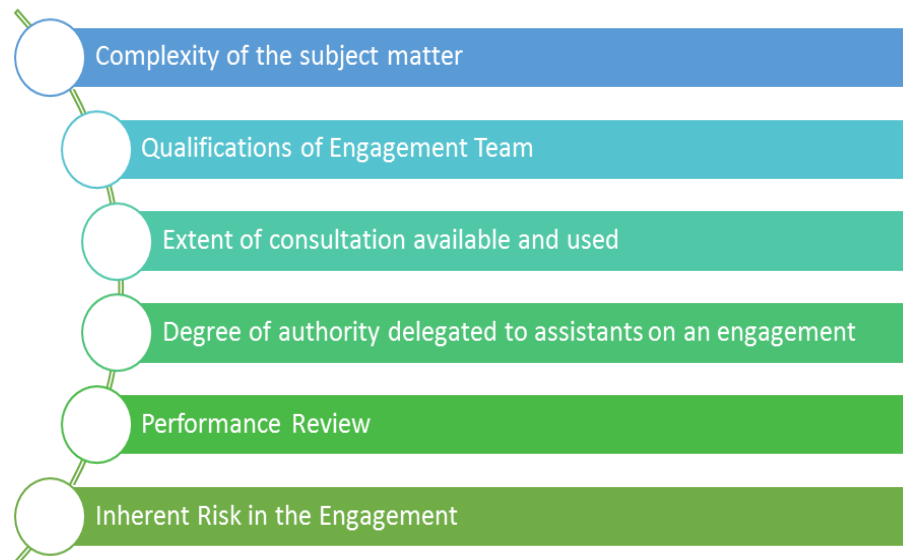 Complexity of the subject matter
Qualifications of Engagement Team
Extent of consultation available and used
Degree of authority delegated to assistants on an engagement
Performance Review
Inherent Risk in the Engagement